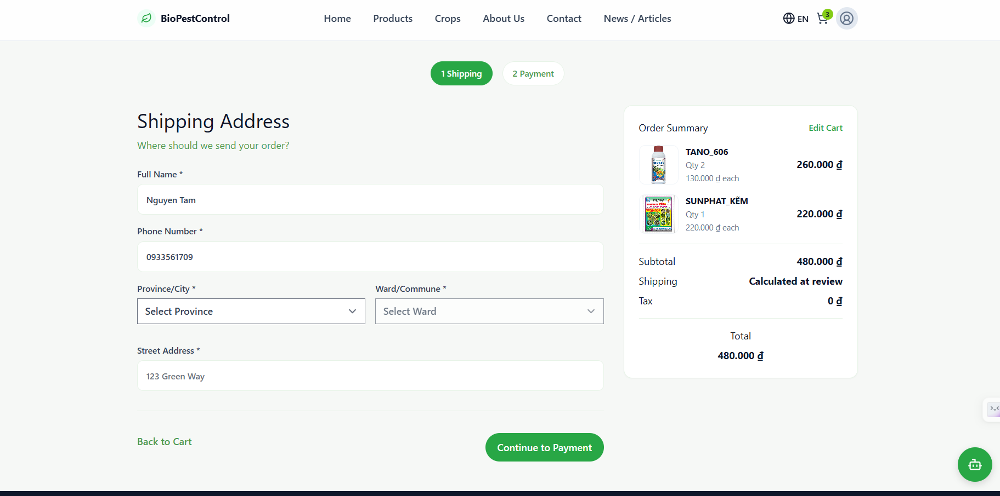 BioPestControl
Home
Products
Crops
About Us
Contact
News / Articles
EN
3
1 Shipping
2 Payment
Shipping Address
Where should we send your order?
Full Name *
Nguyen Tam
Phone Number *
0933561709
Province/City *
Ward/Commune *
Select Province
Select Ward
Street Address *
123 Green Way
Back to Cart
Continue to Payment
Order Summary
Edit Cart
TANO_606
Qty 2
130.000 ₫ each
260.000 ₫
SUNPHAT_KẼM
Qty 1
220.000 ₫ each
220.000 ₫
Subtotal
480.000 ₫
Shipping
Calculated at review
Tax
0 ₫
Total
480.000 ₫